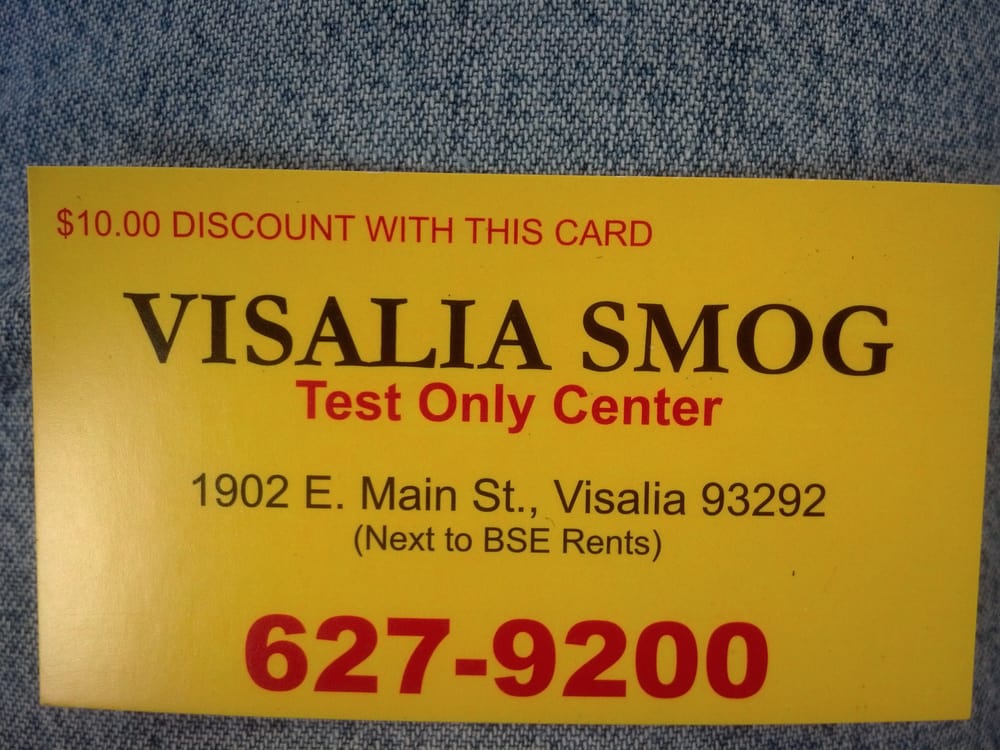 $10.00 DISCOUNT WITH THIS CARD
VISALIA SMOG
Test Only Center
1902 E. Main St., Visalia 93292
(Next to BSE Rents)
627-9200